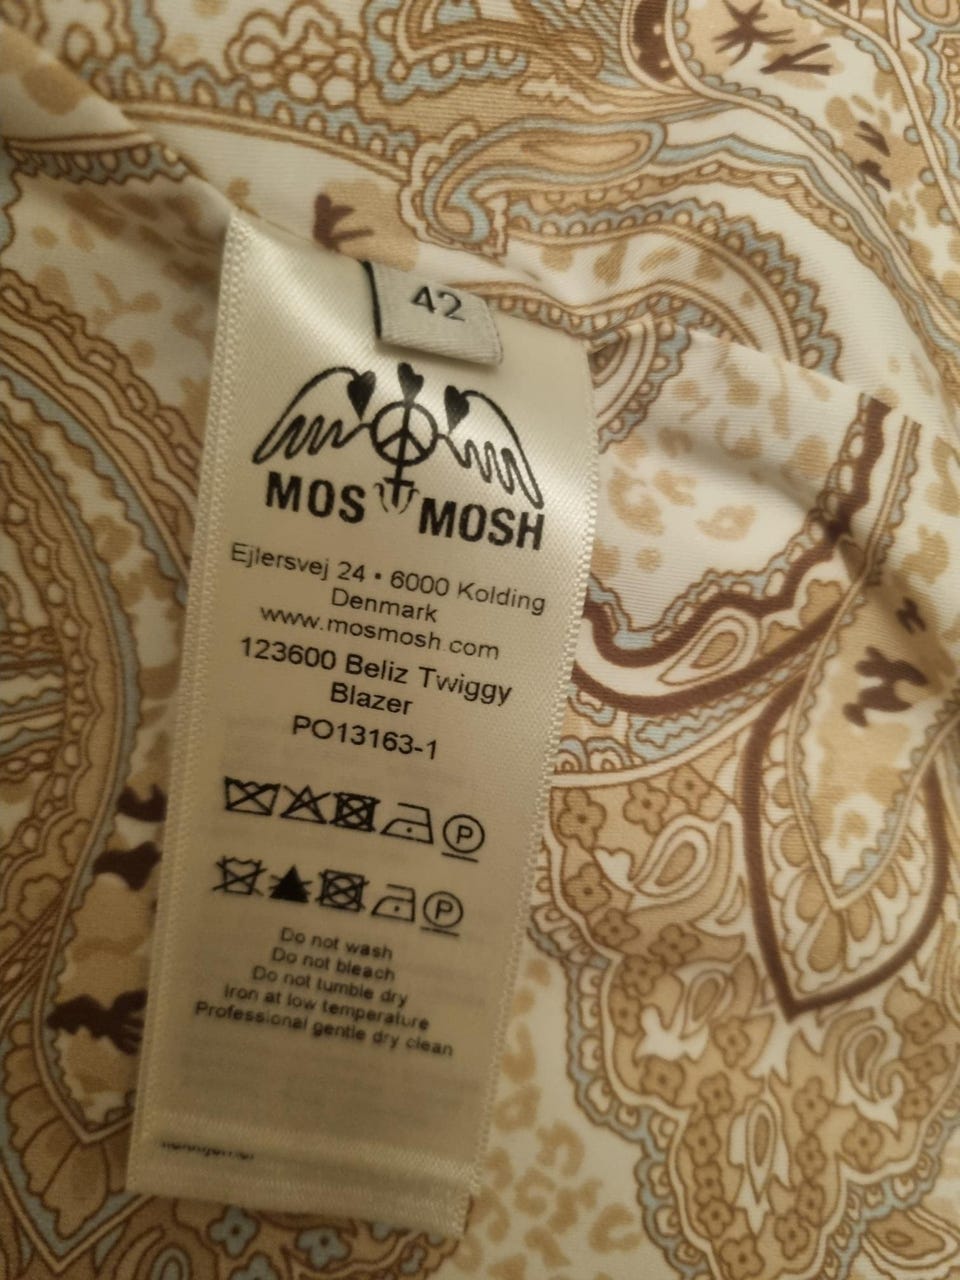 42
MOS MOSH
Ejlersvej 24 • 6000 Kolding
Denmark
www.mosmosh.com
123600 Beliz Twiggy
Blazer
PO13163-1
P
P
Do not wash
Do not bleach
Do not tumble dry
Iron at low temperature
Professional gentle dry clean